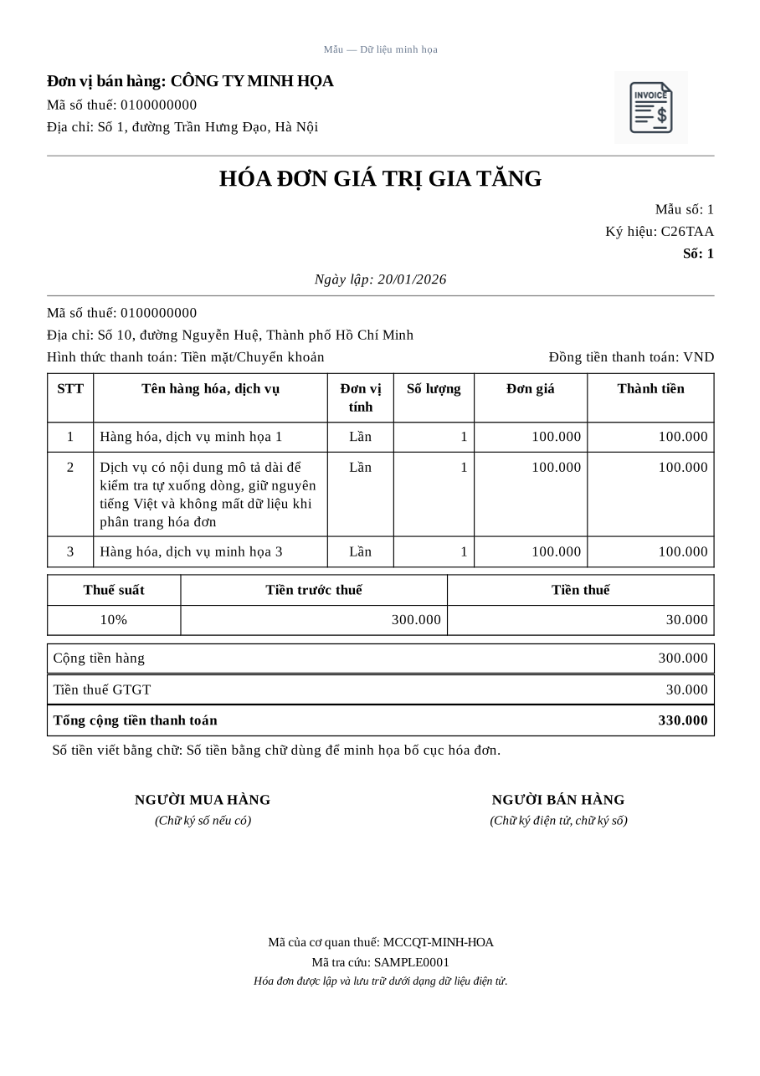 Mẫu — Dữ liệu minh họa
Đơn vị bán hàng: CÔNG TY MINH HỌA
Mã số thuế: 0100000000
Địa chỉ: Số 1, đường Trần Hưng Đạo, Hà Nội
INVOICE
$
HÓA ĐƠN GIÁ TRỊ GIA TĂNG
Mẫu số: 1
Ký hiệu: C26TAA
Số: 1
Ngày lập: 20/01/2026
Mã số thuế: 0100000000
Địa chỉ: Số 10, đường Nguyễn Huệ, Thành phố Hồ Chí Minh
Hình thức thanh toán: Tiền mặt/Chuyển khoản Đồng tiền thanh toán: VND
STT Tên hàng hóa, dịch vụ Đơn vị tính Số lượng Đơn giá Thành tiền
1 Hàng hóa, dịch vụ minh họa 1 Lần 1 100.000 100.000
2 Dịch vụ có nội dung mô tả dài để Lần 1 100.000 100.000
kiểm tra tự xuống dòng, giữ nguyên
tiếng Việt và không mất dữ liệu khi
phân trang hóa đơn
3 Hàng hóa, dịch vụ minh họa 3 Lần 1 100.000 100.000
Thuế suất Tiền trước thuế Tiền thuế
10% 300.000 30.000
Cộng tiền hàng 300.000
Tiền thuế GTGT 30.000
Tổng cộng tiền thanh toán 330.000
Số tiền viết bằng chữ: Số tiền bằng chữ dùng để minh họa bố cục hóa đơn.
NGƯỜI MUA HÀNG NGƯỜI BÁN HÀNG
(Chữ ký số nếu có) (Chữ ký điện tử, chữ ký số)
Mã của cơ quan thuế: MCCQT-MINH-HOA
Mã tra cứu: SAMPLE0001
Hóa đơn được lập và lưu trữ dưới dạng dữ liệu điện tử.